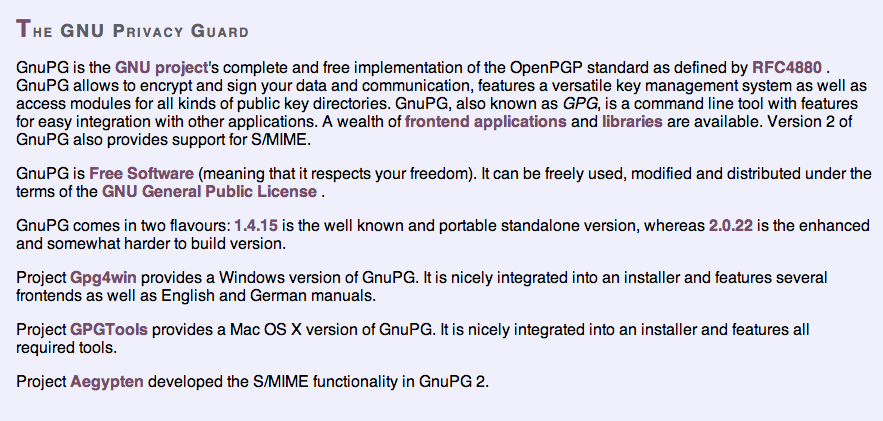 The GNU Privacy Guard
GnuPG is the GNU project's complete and free implementation of the OpenPGP standard as defined by RFC4880 .
GnuPG allows to encrypt and sign your data and communication, features a versatile key management system as well as
access modules for all kinds of public key directories. GnuPG, also known as GPG, is a command line tool with features
for easy integration with other applications. A wealth of frontend applications and libraries are available. Version 2 of
GnuPG also provides support for S/MIME.
GnuPG is Free Software (meaning that it respects your freedom). It can be freely used, modified and distributed under the
terms of the GNU General Public License .
GnuPG comes in two flavours: 1.4.15 is the well known and portable standalone version, whereas 2.0.22 is the enhanced
and somewhat harder to build version.
Project Gpg4win provides a Windows version of GnuPG. It is nicely integrated into an installer and features several
frontends as well as English and German manuals.
Project GPGTools provides a Mac OS X version of GnuPG. It is nicely integrated into an installer and features all
required tools.
Project Aegypten developed the S/MIME functionality in GnuPG 2.